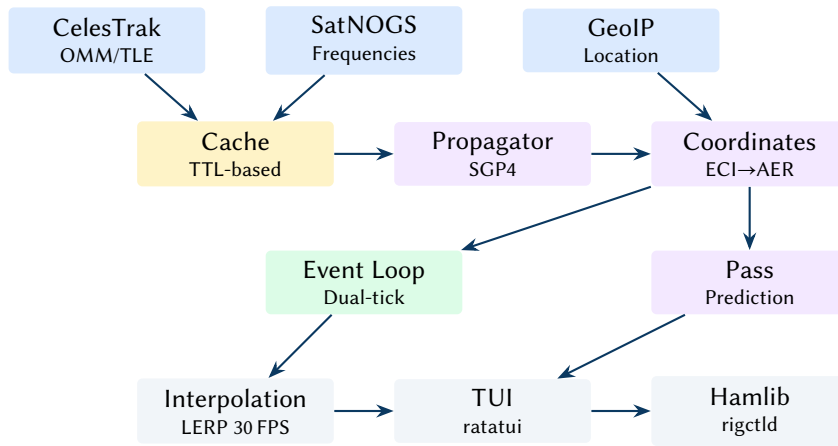 CelesTrak
OMM/TLE
SatNOGS
Frequencies
GeoIP
Location
Cache
TTL-based
Propagator
SGP4
Coordinates
ECI→AER
Event Loop
Dual-tick
Pass
Prediction
Interpolation
LERP 30 FPS
TUI
ratatui
Hamlib
rigctld